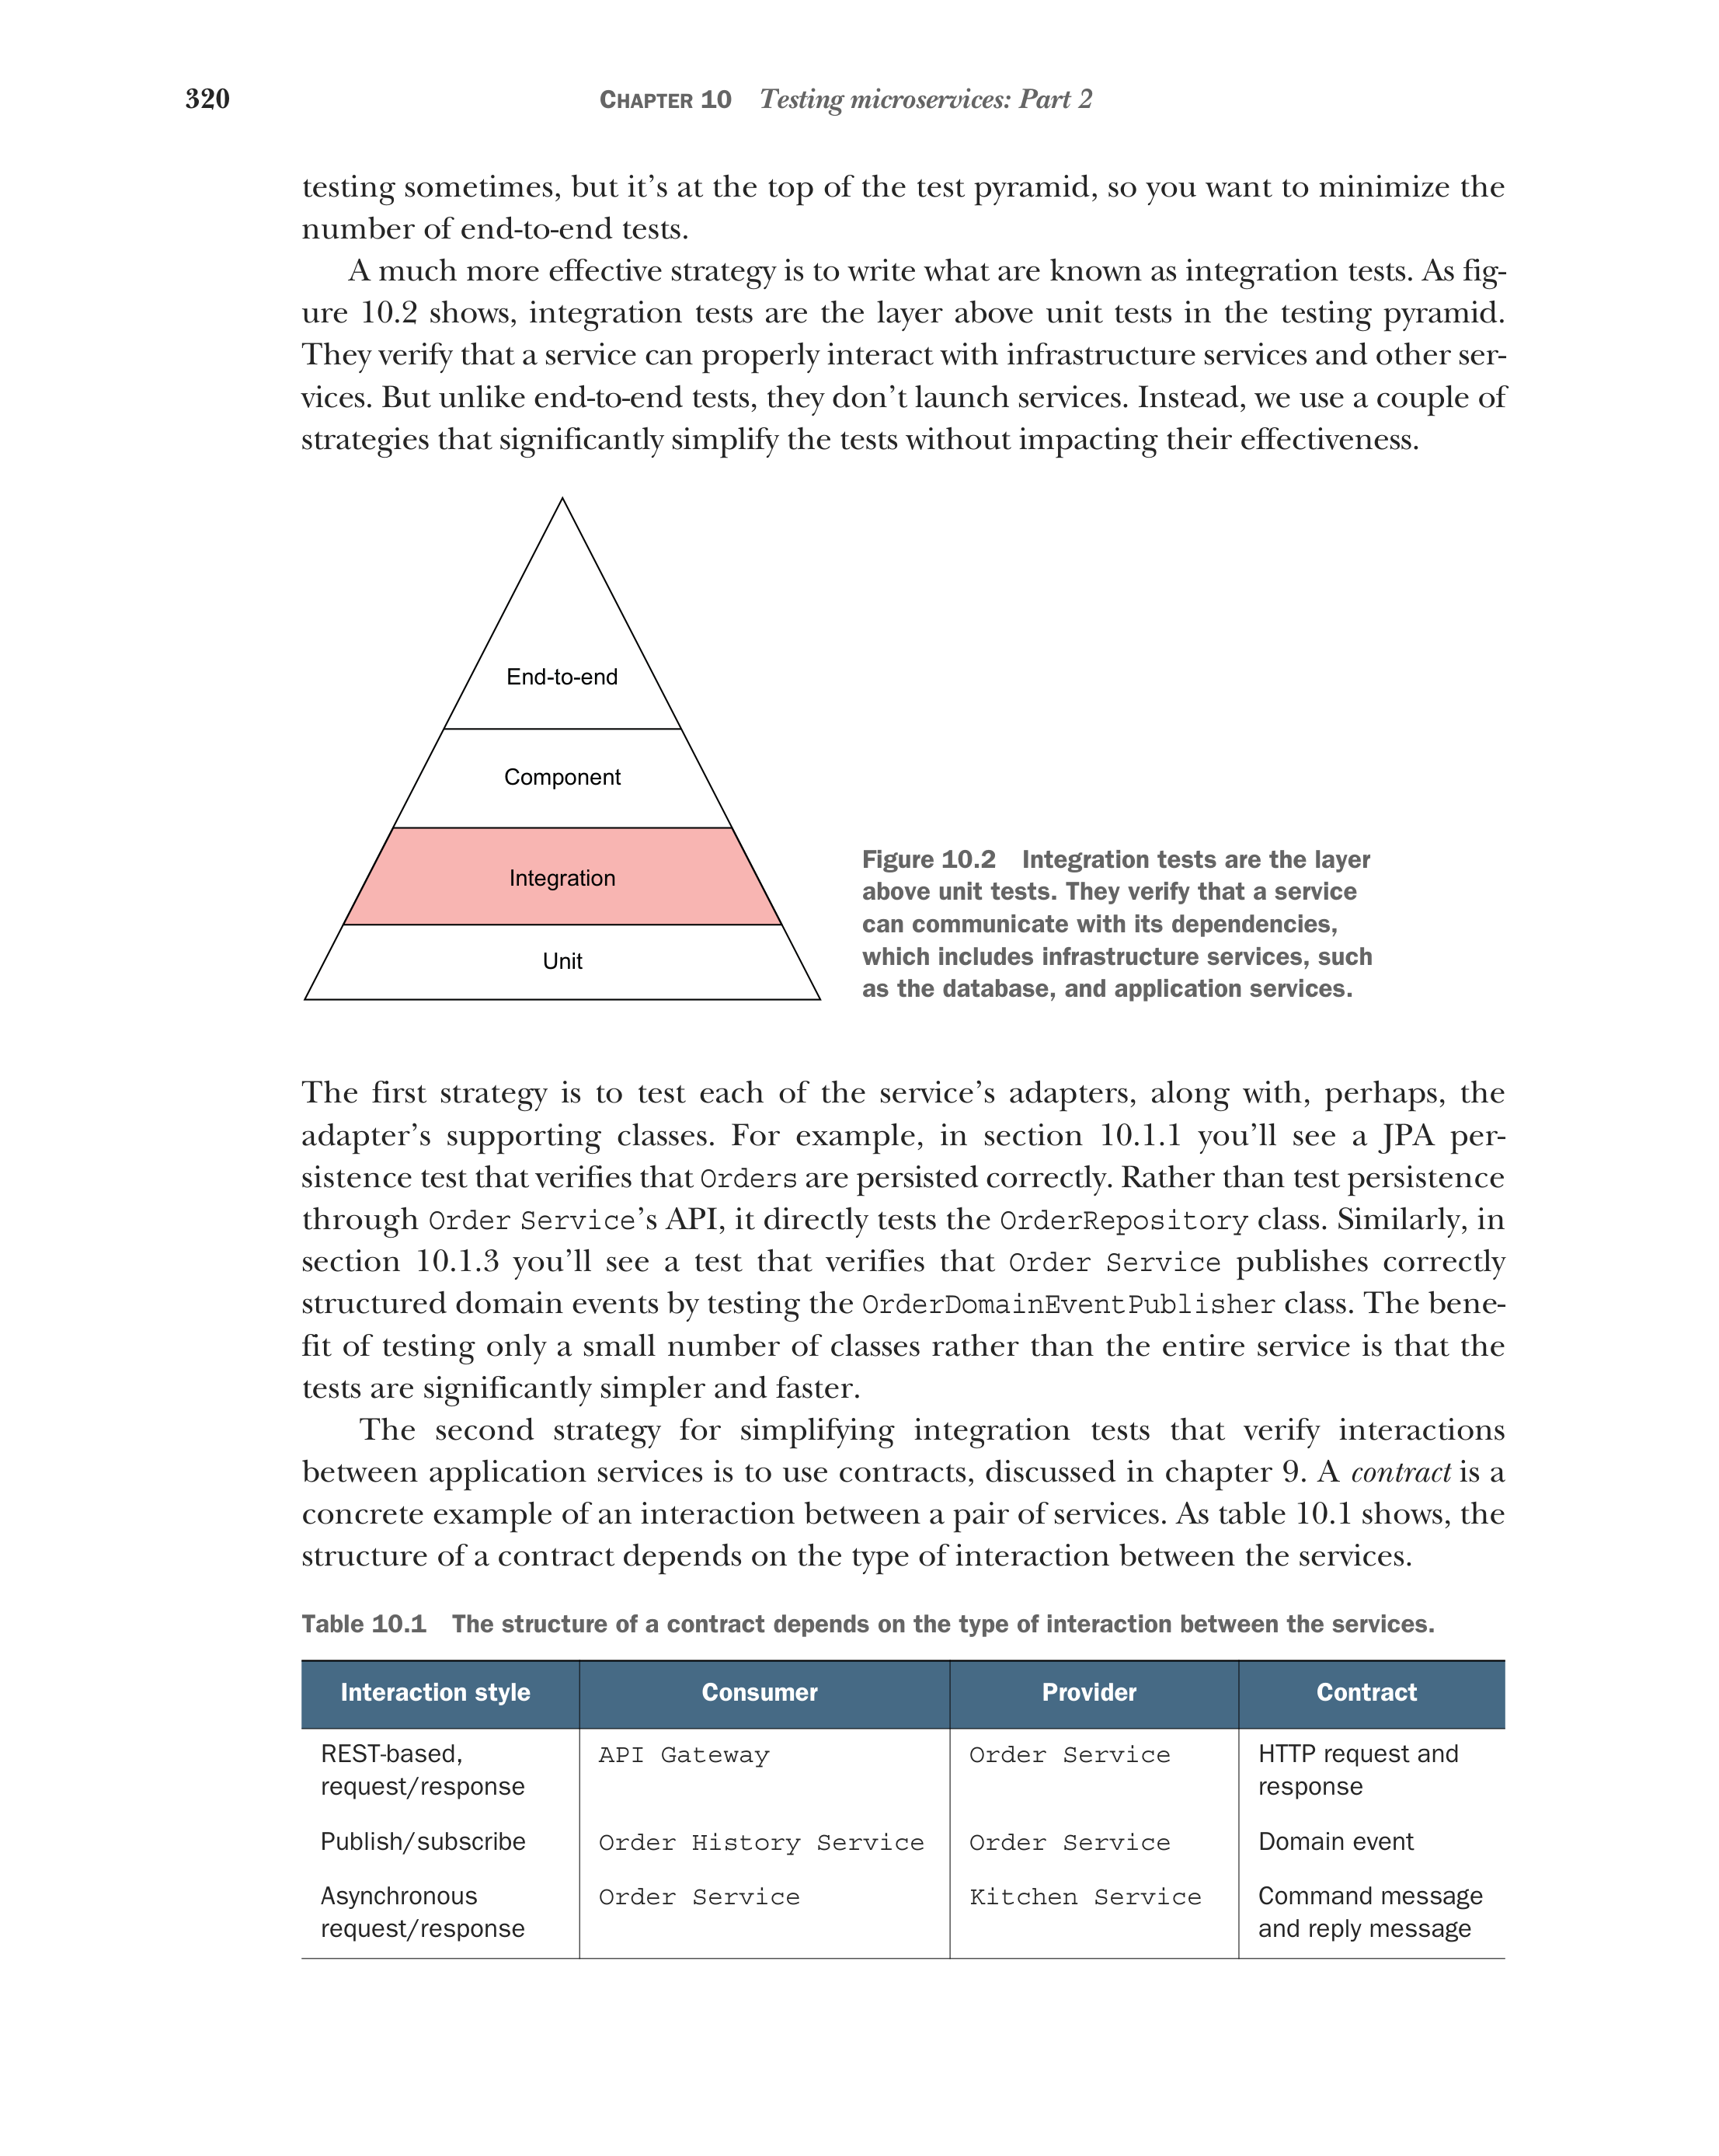 320
CHAPTER 10 Testing microservices: Part 2
testing sometimes, but it’s at the top of the test pyramid, so you want to minimize the
number of end-to-end tests.
A much more effective strategy is to write what are known as integration tests. As fig-
ure 10.2 shows, integration tests are the layer above unit tests in the testing pyramid.
They verify that a service can properly interact with infrastructure services and other ser-
vices. But unlike end-to-end tests, they don’t launch services. Instead, we use a couple of
strategies that significantly simplify the tests without impacting their effectiveness.
End-to-end
Component
Integration
Unit
Figure 10.2 Integration tests are the layer
above unit tests. They verify that a service
can communicate with its dependencies,
which includes infrastructure services, such
as the database, and application services.
The first strategy is to test each of the service’s adapters, along with, perhaps, the
adapter’s supporting classes. For example, in section 10.1.1 you’ll see a JPA per-
sistence test that verifies that Orders are persisted correctly. Rather than test persistence
through Order Service’s API, it directly tests the OrderRepository class. Similarly, in
section 10.1.3 you’ll see a test that verifies that Order Service publishes correctly
structured domain events by testing the OrderDomainEventPublisher class. The bene-
fit of testing only a small number of classes rather than the entire service is that the
tests are significantly simpler and faster.
The second strategy for simplifying integration tests that verify interactions
between application services is to use contracts, discussed in chapter 9. A contract is a
concrete example of an interaction between a pair of services. As table 10.1 shows, the
structure of a contract depends on the type of interaction between the services.
Table 10.1 The structure of a contract depends on the type of interaction between the services.
Interaction style Consumer Provider Contract
REST-based, API Gateway Order Service HTTP request and
request/response response
Publish/subscribe Order History Service Order Service Domain event
Asynchronous Order Service Kitchen Service Command message
request/response and reply message